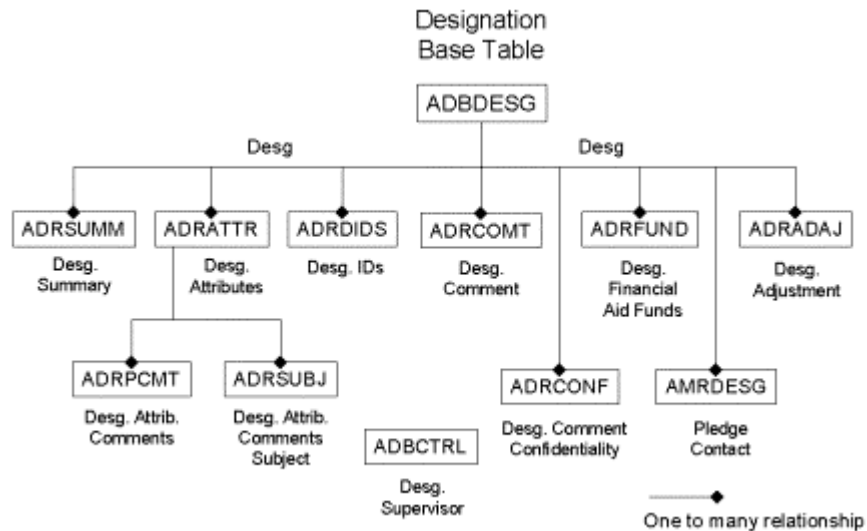 Designation
Base Table
ADBDESG
Desg
Desg
ADRSUMM
ADRATTR
ADRDIDS
ADRCOMT
ADRFUND
ADRADAJ
Desg.
Summary
Desg.
Attributes
Desg. IDs
Desg.
Comment
Desg.
Financial
Aid Funds
Desg.
Adjustment
ADRPCMT
ADRSUBJ
ADRCONF
AMRDESG
Desg. Attrib.
Comments
Desg. Attrib.
Comments
Subject
ADBCTRL
Desg.
Supervisor
Desg. Comment
Confidentiality
Pledge
Contact
One to many relationship